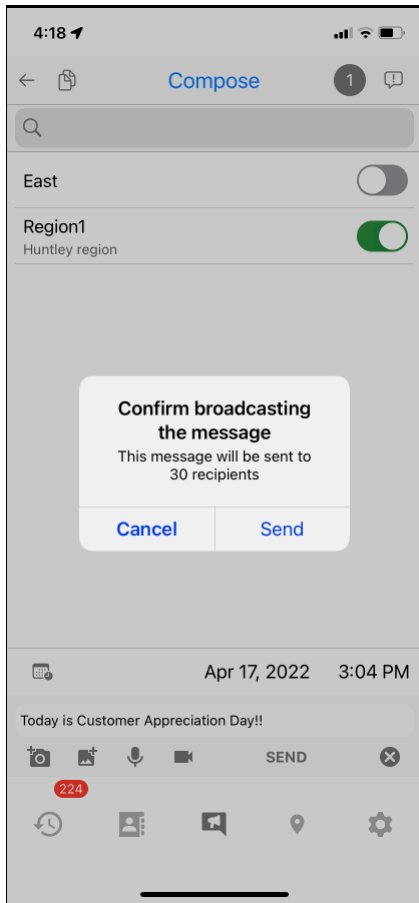 4:18
Compose
1
East
Region1
Huntley region
Confirm broadcasting
the message
This message will be sent to
30 recipients
Cancel Send
Apr 17, 2022 3:04 PM
Today is Customer Appreciation Day!!
SEND
224